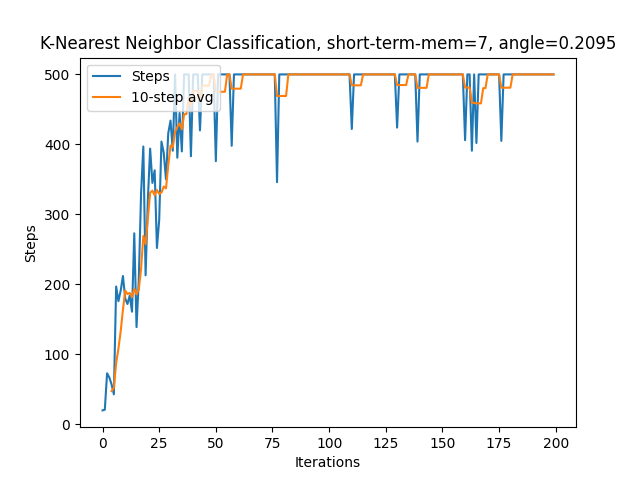 K-Nearest Neighbor Classification, short-term-mem=7, angle=0.2095
Steps
10-step avg
500
400
300
200
100
0
Steps
0 25 50 75 100 125 150 175 200
Iterations